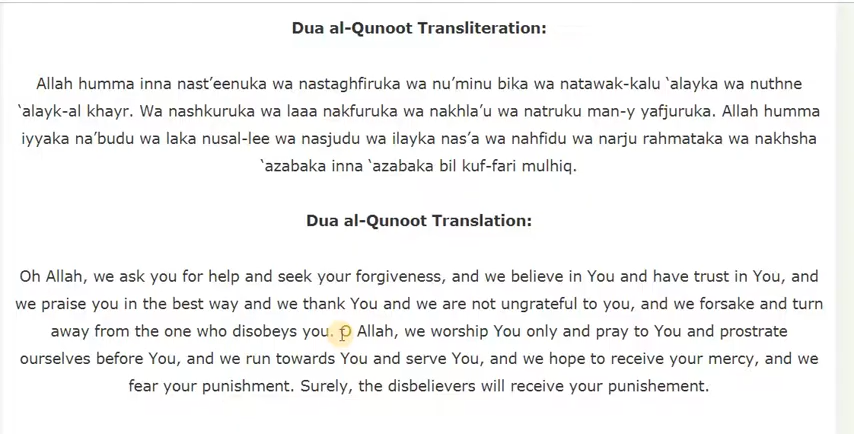 Dua al-Qunoot Transliteration:
Allah humma inna nast’eenuka wa nastaghfiruka wa nu’minu bika wa natawak-kalu ‘alayka wa nuthne
‘alayk-al khayr. Wa nashkuruka wa laaa nakfuruka wa nakhla’u wa natruku man-y yafjuruka. Allah humma
iyyaka na’budu wa laka nusal-lee wa nasjudu wa ilayka nas’a wa nahfidu wa narju rahmataka wa nakhsha
‘azabaka inna ‘azabaka bil kuf-fari mulhiq.
Dua al-Qunoot Translation:
Oh Allah, we ask you for help and seek your forgiveness, and we believe in You and have trust in You, and
we praise you in the best way and we thank You and we are not ungrateful to you, and we forsake and turn
away from the one who disobeys you. O Allah, we worship You only and pray to You and prostrate
ourselves before You, and we run towards You and serve You, and we hope to receive your mercy, and we
fear your punishment. Surely, the disbelievers will receive your punishement.